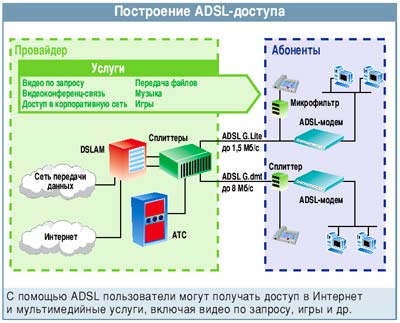 Построение ADSL-доступа
Провайдер
Абоненты
Услуги
Видео по запросу
Видеоконференц-связь
Доступ в корпоративную сеть
Передача файлов
Музыка
Игры
Микрофильтр
Сплиттеры
DSLAM
ADSL G.Lite
до 1,5 Мб/с
ADSL-модем
Сеть передачи
данных
ADSL G.dmt
до 8 Мб/с
Сплиттер
ADSL-модем
Интернет
АТС
С помощью ADSL пользователи могут получать доступ в Интернет
и мультимедийные услуги, включая видео по запросу, игры и др.